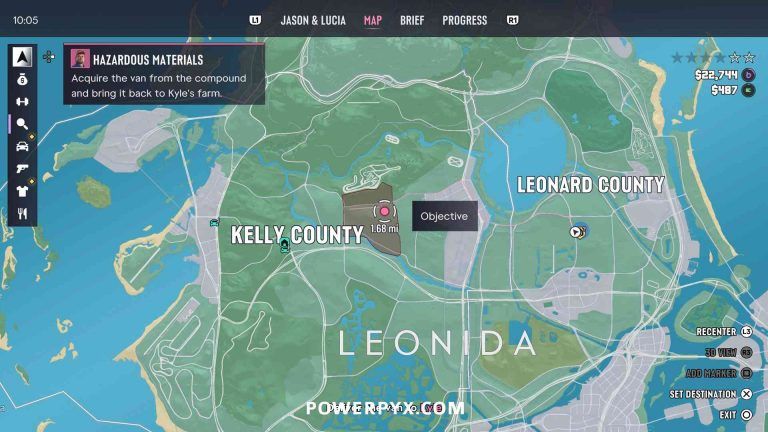 10:05
L1 JASON & LUCIA MAP BRIEF PROGRESS R1
HAZARDOUS MATERIALS
Acquire the van from the compound
and bring it back to Kyle's farm.
$22,744
$487
LEONARD COUNTY
Objective
1.68 mi
KELLY COUNTY
LEONIDA
RECENTER L3
3D VIEW R3
ADD MARKER
SET DESTINATION
EXIT
POWERPYX.COM